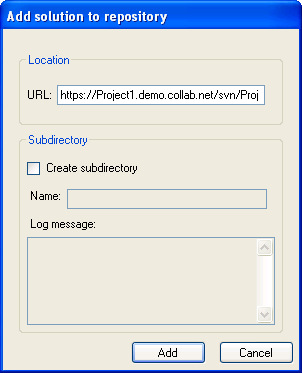 Add solution to repository
Location
URL: https://Project1.demo.collab.net/svn/Proj
Subdirectory
Create subdirectory
Name:
Log message:
Add Cancel